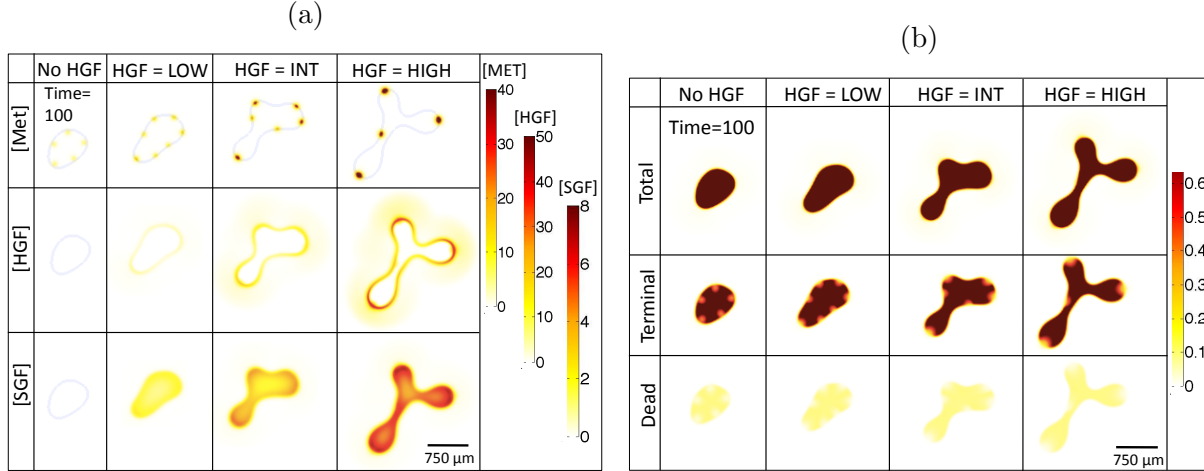 (a)
No HGF HGF = LOW HGF = INT HGF = HIGH
[MET]
[HGF]
[SGF]
[Met]
Time=
100
[HGF]
[SGF]
750 µm
40
30
20
10
0
50
40
30
20
10
0
8
6
4
2
0
(b)
No HGF HGF = LOW HGF = INT HGF = HIGH
Total
Time=100
Terminal
Dead
750 µm
0.6
0.5
0.4
0.3
0.2
0.1
0